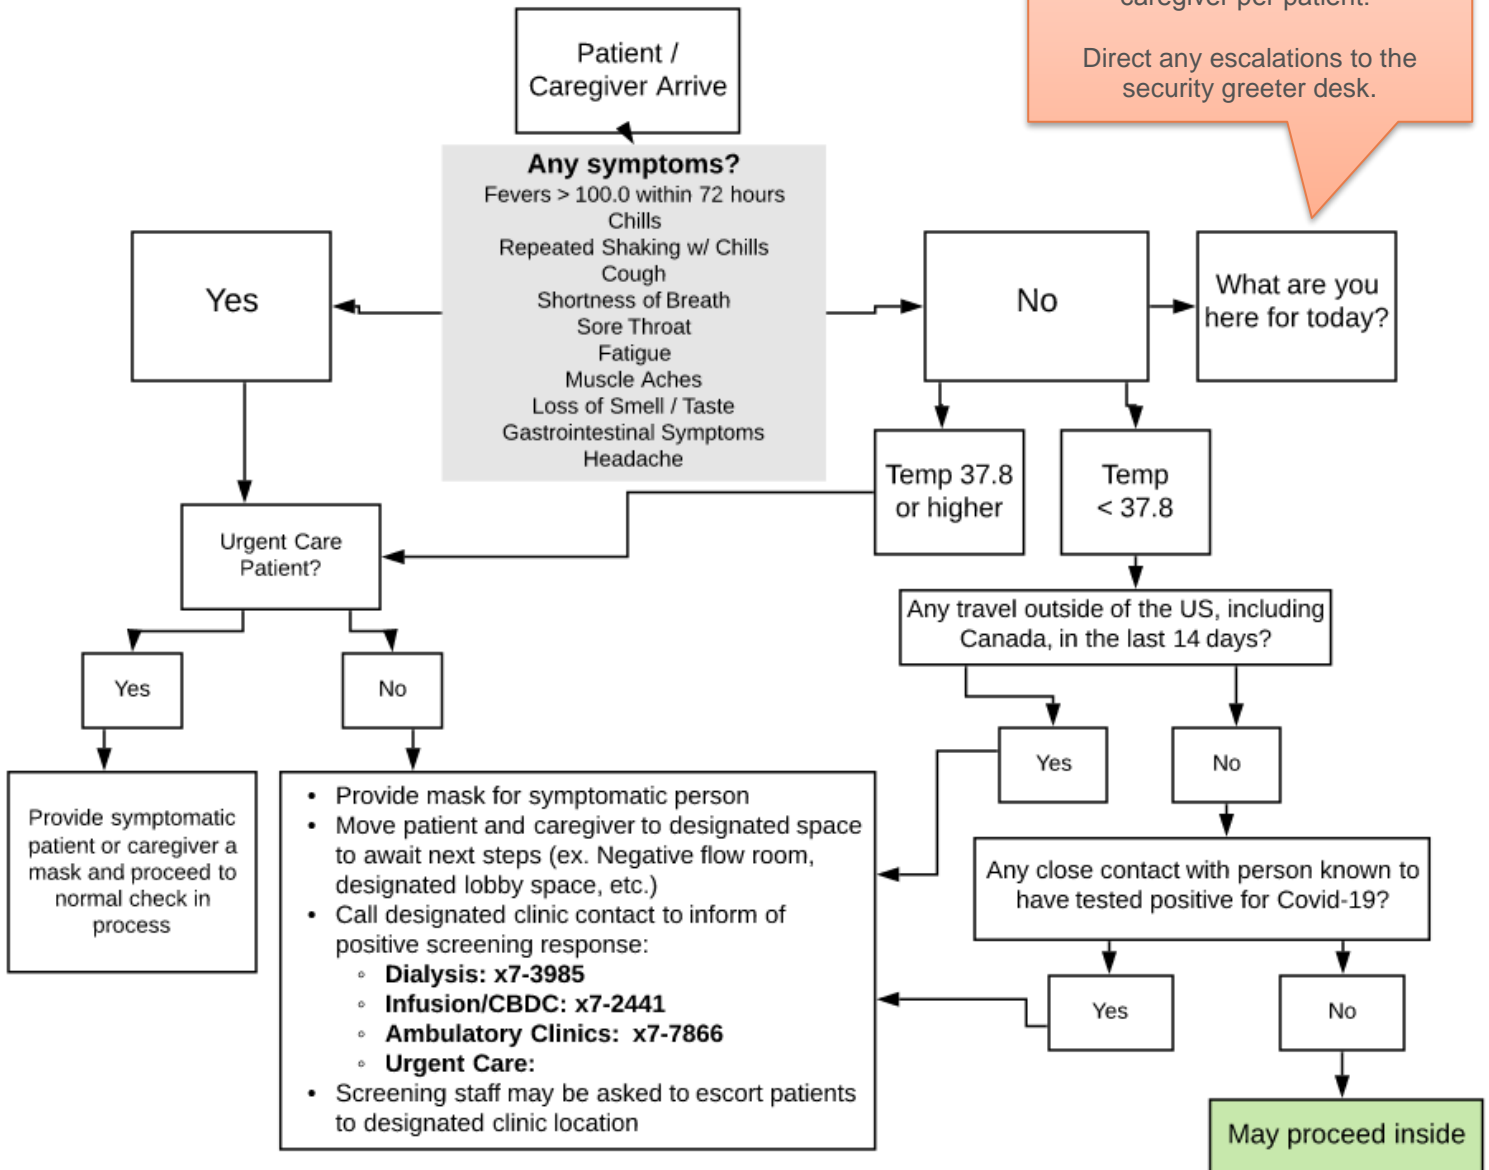 caregiver per patient.
Direct any escalations to the
security greeter desk.
Patient /
Caregiver Arrive
Any symptoms?
Fevers > 100.0 within 72 hours
Chills
Repeated Shaking w/ Chills
Cough
Shortness of Breath
Sore Throat
Fatigue
Muscle Aches
Loss of Smell / Taste
Gastrointestinal Symptoms
Headache
Yes
No
What are you
here for today?
Temp 37.8
or higher
Temp
< 37.8
Urgent Care
Patient?
Any travel outside of the US, including
Canada, in the last 14 days?
Yes
No
Yes
No
Provide symptomatic
patient or caregiver a
mask and proceed to
normal check in
process
• Provide mask for symptomatic person
• Move patient and caregiver to designated space
to await next steps (ex. Negative flow room,
designated lobby space, etc.)
• Call designated clinic contact to inform of
positive screening response:
◦ Dialysis: x7-3985
◦ Infusion/CBDC: x7-2441
◦ Ambulatory Clinics: x7-7866
◦ Urgent Care:
• Screening staff may be asked to escort patients
to designated clinic location
Any close contact with person known to
have tested positive for Covid-19?
Yes
No
May proceed inside